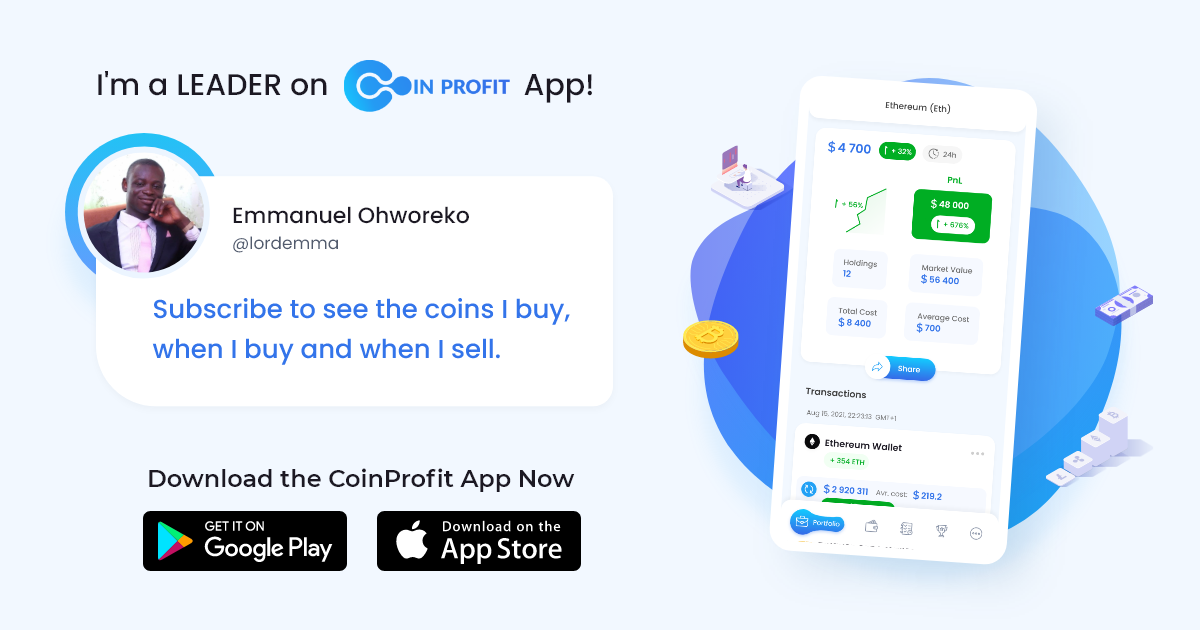 I'm a LEADER on COIN PROFIT App!
Emmanuel Ohworeko
@lordemma
Subscribe to see the coins I buy,
when I buy and when I sell.
Download the CoinProfit App Now
GET IT ON
Google Play
Download on the
App Store
Ethereum (Eth)
$ 4 700
+ 32%
24h
PnL
+ 56%
$ 48 000
+ 676%
Holdings
12
Market Value
$ 56 400
Total Cost
$ 8 400
Average Cost
$ 700
Share
Transactions
Aug 15, 2021, 22:23:13 GMT+1
Ethereum Wallet
+ 354 ETH
$ 2 920 311 Avr. cost: $ 219.2
Portfolio